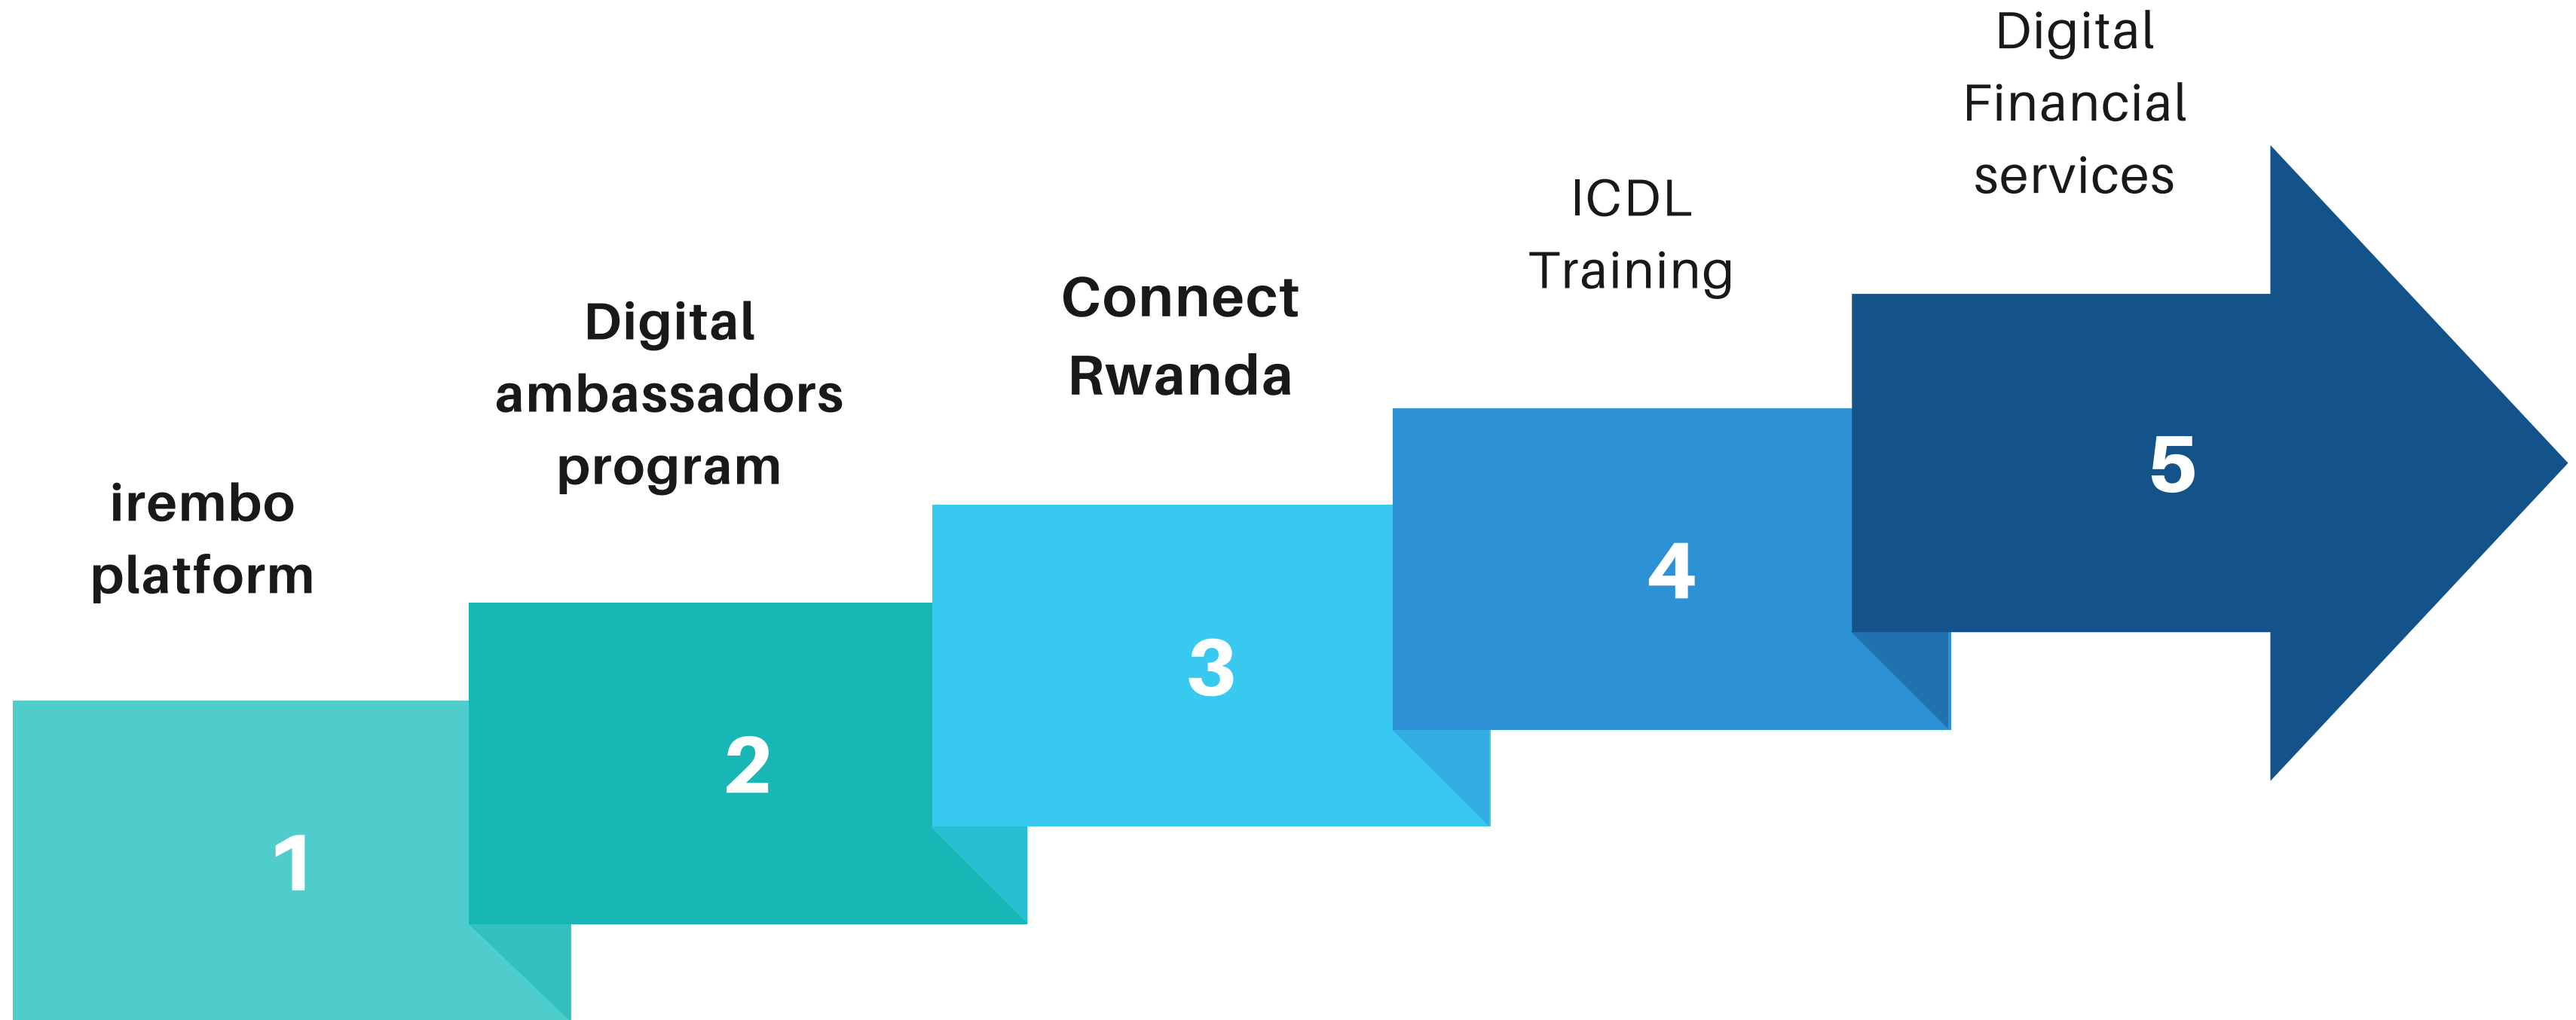 irembo
platform
1
Digital
ambassadors
program
2
Connect
Rwanda
3
ICDL
Training
4
Digital
Financial
services
5